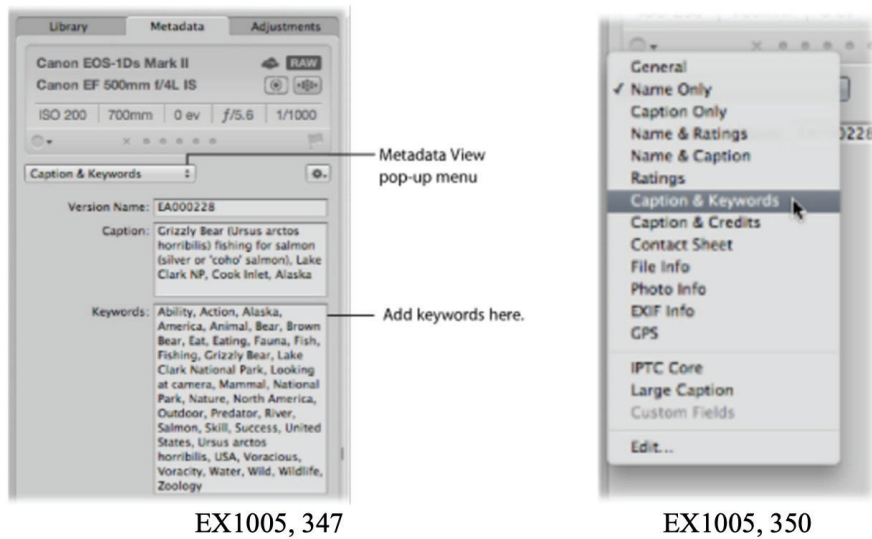 Library Metadata Adjustments
Canon EOS-1Ds Mark II RAW
Canon EF 500mm f/4L IS
ISO 200 700mm 0 ev ƒ/5.6 1/1000
Caption & Keywords
Metadata View
pop-up menu
Version Name: EA000228
Caption: Grizzly Bear (Ursus arctos
horribilis) fishing for salmon
(silver or 'coho' salmon), Lake
Clark NP, Cook Inlet, Alaska
Keywords: Ability, Action, Alaska,
America, Animal, Bear, Brown
Bear, Eat, Eating, Fauna, Fish,
Fishing, Grizzly Bear, Lake
Clark National Park, Looking
at camera, Mammal, National
Park, Nature, North America,
Outdoor, Predator, River,
Salmon, Skill, Success, United
States, Ursus arctos
horribilis, USA, Voracious,
Voracity, Water, Wild, Wildlife,
Zoology
Add keywords here.
EX1005, 347
General
✓ Name Only
Caption Only
Name & Ratings
0228
Name & Caption
Ratings
Caption & Keywords
Caption & Credits
Contact Sheet
File Info
Photo Info
EXIF Info
GPS
IPTC Core
Large Caption
Custom Fields
Edit...
EX1005, 350